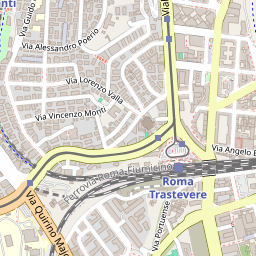 Via Guido
Via Alessandro Poerio
Via Lorenzo Valla
Via Vincenzo Monti
Via
Via Angelo
Ferrovia Roma-Fiumicino
Roma
Trastevere
Via Quirino Maj
Via Portuense